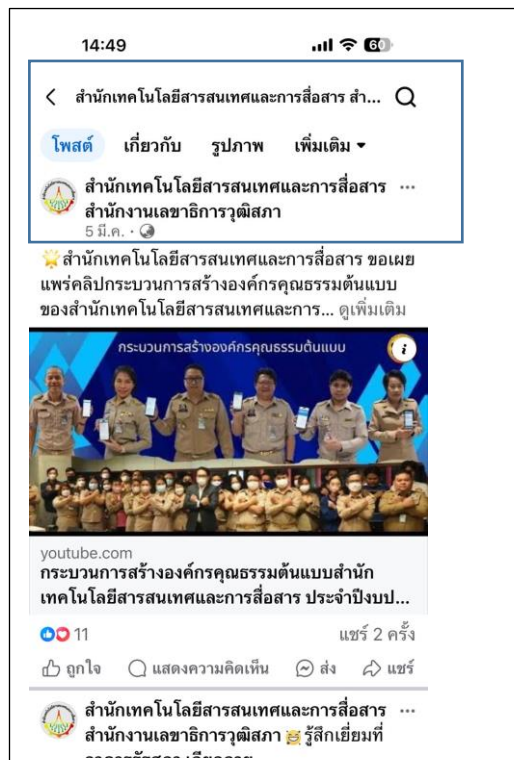 14:49
60
สำนักเทคโนโลยีสารสนเทศและการสื่อสาร สำ...
โพสต์ เกี่ยวกับ รูปภาพ เพิ่มเติม
สำนักเทคโนโลยีสารสนเทศและการสื่อสาร ...
สำนักงานเลขาธิการวุฒิสภา
5 มี.ค. ·
สำนักเทคโนโลยีสารสนเทศและการสื่อสาร ขอเผย
แพร่คลิปกระบวนการสร้างองค์กรคุณธรรมต้นแบบ
ของสำนักเทคโนโลยีสารสนเทศและการ... ดูเพิ่มเติม
กระบวนการสร้างองค์กรคุณธรรมต้นแบบ
i
youtube.com
กระบวนการสร้างองค์กรคุณธรรมต้นแบบสำนัก
เทคโนโลยีสารสนเทศและการสื่อสาร ประจำปีงบป...
11 แชร์ 2 ครั้ง
ถูกใจ แสดงความคิดเห็น ส่ง แชร์
สำนักเทคโนโลยีสารสนเทศและการสื่อสาร ...
สำนักงานเลขาธิการวุฒิสภา 😄 รู้สึกเยี่ยมที่